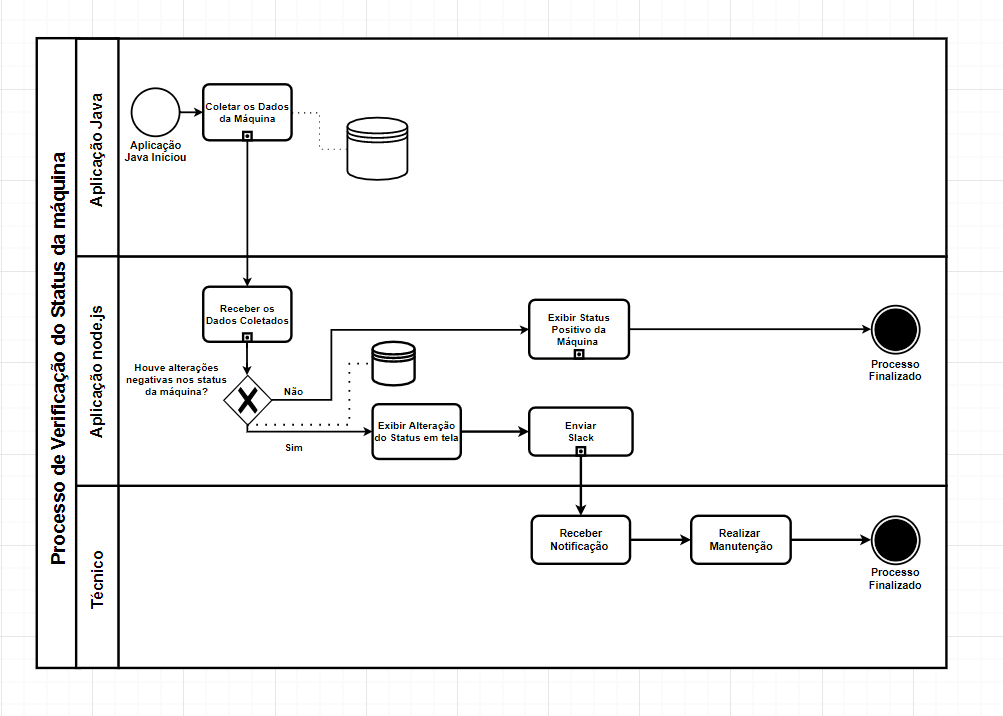 Processo de Verificação do Status da máquina
Aplicação Java
Aplicação
Java Iniciou
Coletar os Dados
da Máquina
Aplicação node.js
Receber os
Dados Coletados
Houve alterações
negativas nos status
da máquina?
Não
Sim
Exibir Status
Positivo da
Máquina
Processo
Finalizado
Exibir Alteração
do Status em tela
Enviar
Slack
Técnico
Receber
Notificação
Realizar
Manutenção
Processo
Finalizado